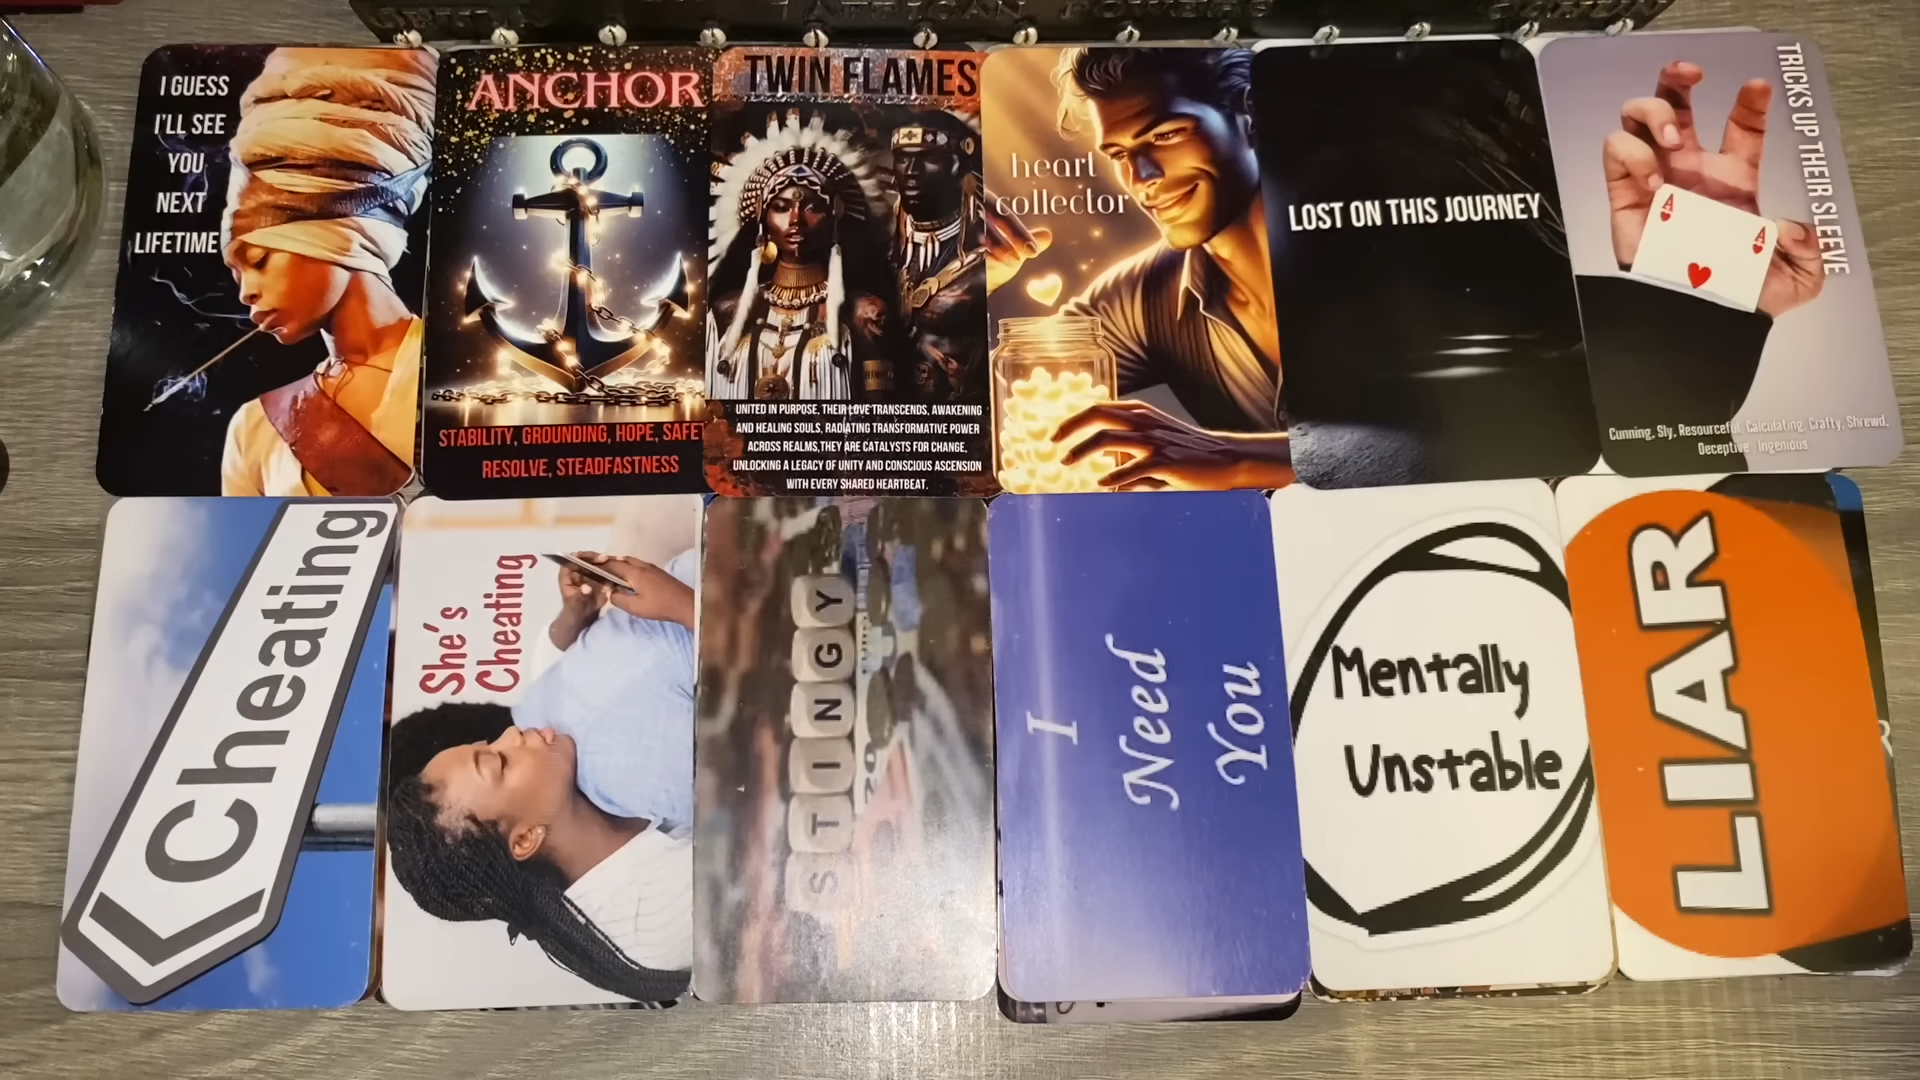 I GUESS
I'LL SEE
YOU
NEXT
LIFETIME
ANCHOR
STABILITY, GROUNDING, HOPE, SAFET
RESOLVE, STEADFASTNESS
TWIN FLAMES
UNITED IN PURPOSE, THEIR LOVE TRANSCENDS, AWAKENING
AND HEALING SOULS, RADIATING TRANSFORMATIVE POWER
ACROSS REALMS,THEY ARE CATALYSTS FOR CHANGE,
UNLOCKING A LEGACY OF UNITY AND CONSCIOUS ASCENSION
WITH EVERY SHARED HEARTBEAT.
heart
collector
LOST ON THIS JOURNEY
TRICKS UP THEIR SLEEVE
A
A
Cunning, Sly, Resourceful, Calculating, Crafty, Shrewd,
Deceptive, Ingenious
Cheating
She's
Cheating
STINGY
I
Need
You
Mentally
Unstable
LIAR